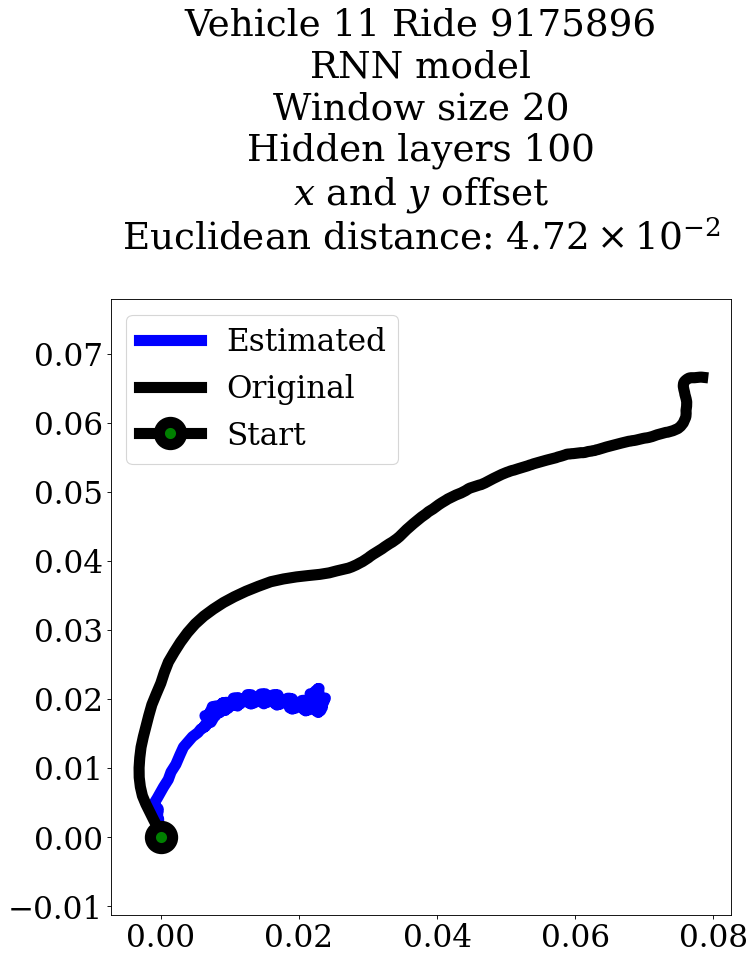 Vehicle 11 Ride 9175896
RNN model
Window size 20
Hidden layers 100
x and y offset
Euclidean distance: 4.72 × 10⁻²
Estimated
Original
Start
0.07
0.06
0.05
0.04
0.03
0.02
0.01
0.00
−0.01
0.00 0.02 0.04 0.06 0.08